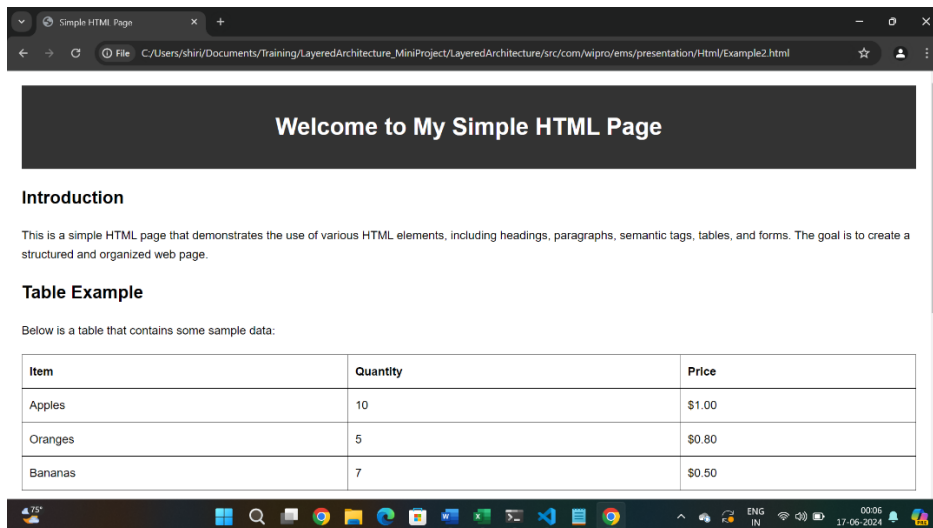 Simple HTML Page
File C:/Users/shiri/Documents/Training/LayeredArchitecture_MiniProject/LayeredArchitecture/src/com/wipro/ems/presentation/Html/Example2.html
Welcome to My Simple HTML Page
Introduction
This is a simple HTML page that demonstrates the use of various HTML elements, including headings, paragraphs, semantic tags, tables, and forms. The goal is to create a
structured and organized web page.
Table Example
Below is a table that contains some sample data:
Item Quantity Price
Apples 10 $1.00
Oranges 5 $0.80
Bananas 7 $0.50
75°
ENG
IN
00:06
17-06-2024